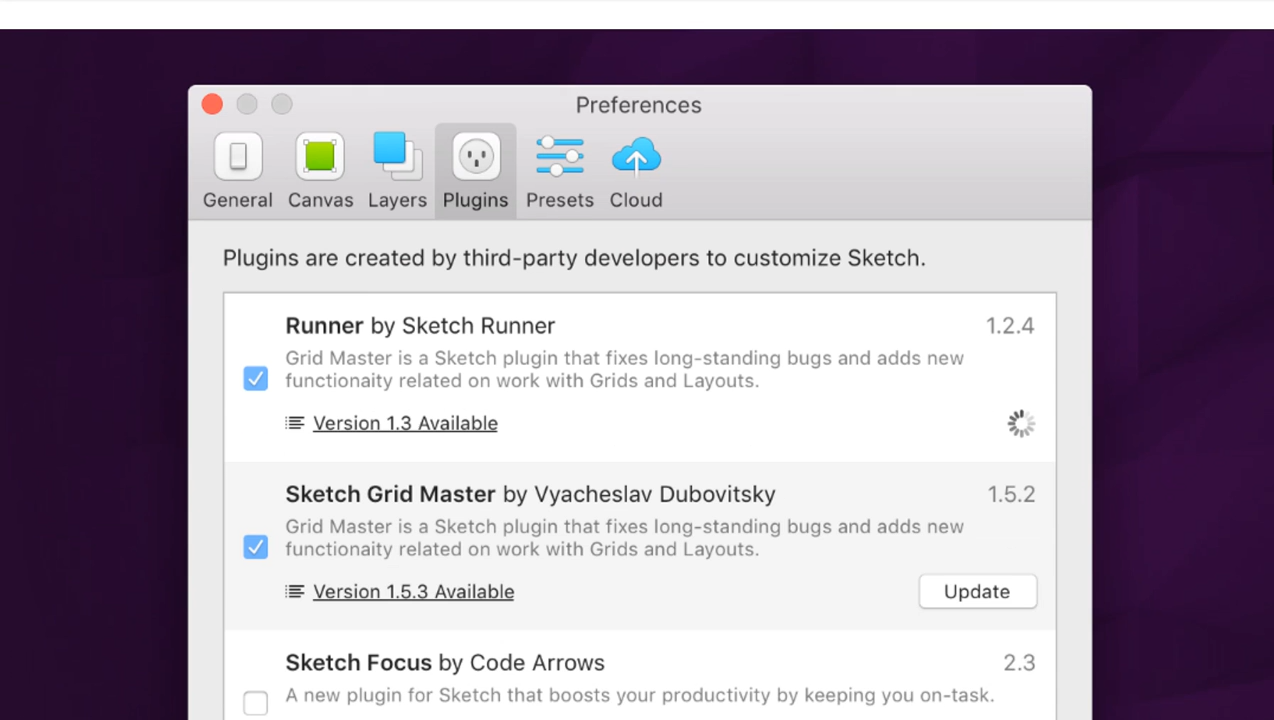 Preferences
General Canvas Layers Plugins Presets Cloud
Plugins are created by third-party developers to customize Sketch.
Runner by Sketch Runner 1.2.4
Grid Master is a Sketch plugin that fixes long-standing bugs and adds new
functionaity related on work with Grids and Layouts.
Version 1.3 Available
Sketch Grid Master by Vyacheslav Dubovitsky 1.5.2
Grid Master is a Sketch plugin that fixes long-standing bugs and adds new
functionaity related on work with Grids and Layouts.
Version 1.5.3 Available Update
Sketch Focus by Code Arrows 2.3
A new plugin for Sketch that boosts your productivity by keeping you on-task.